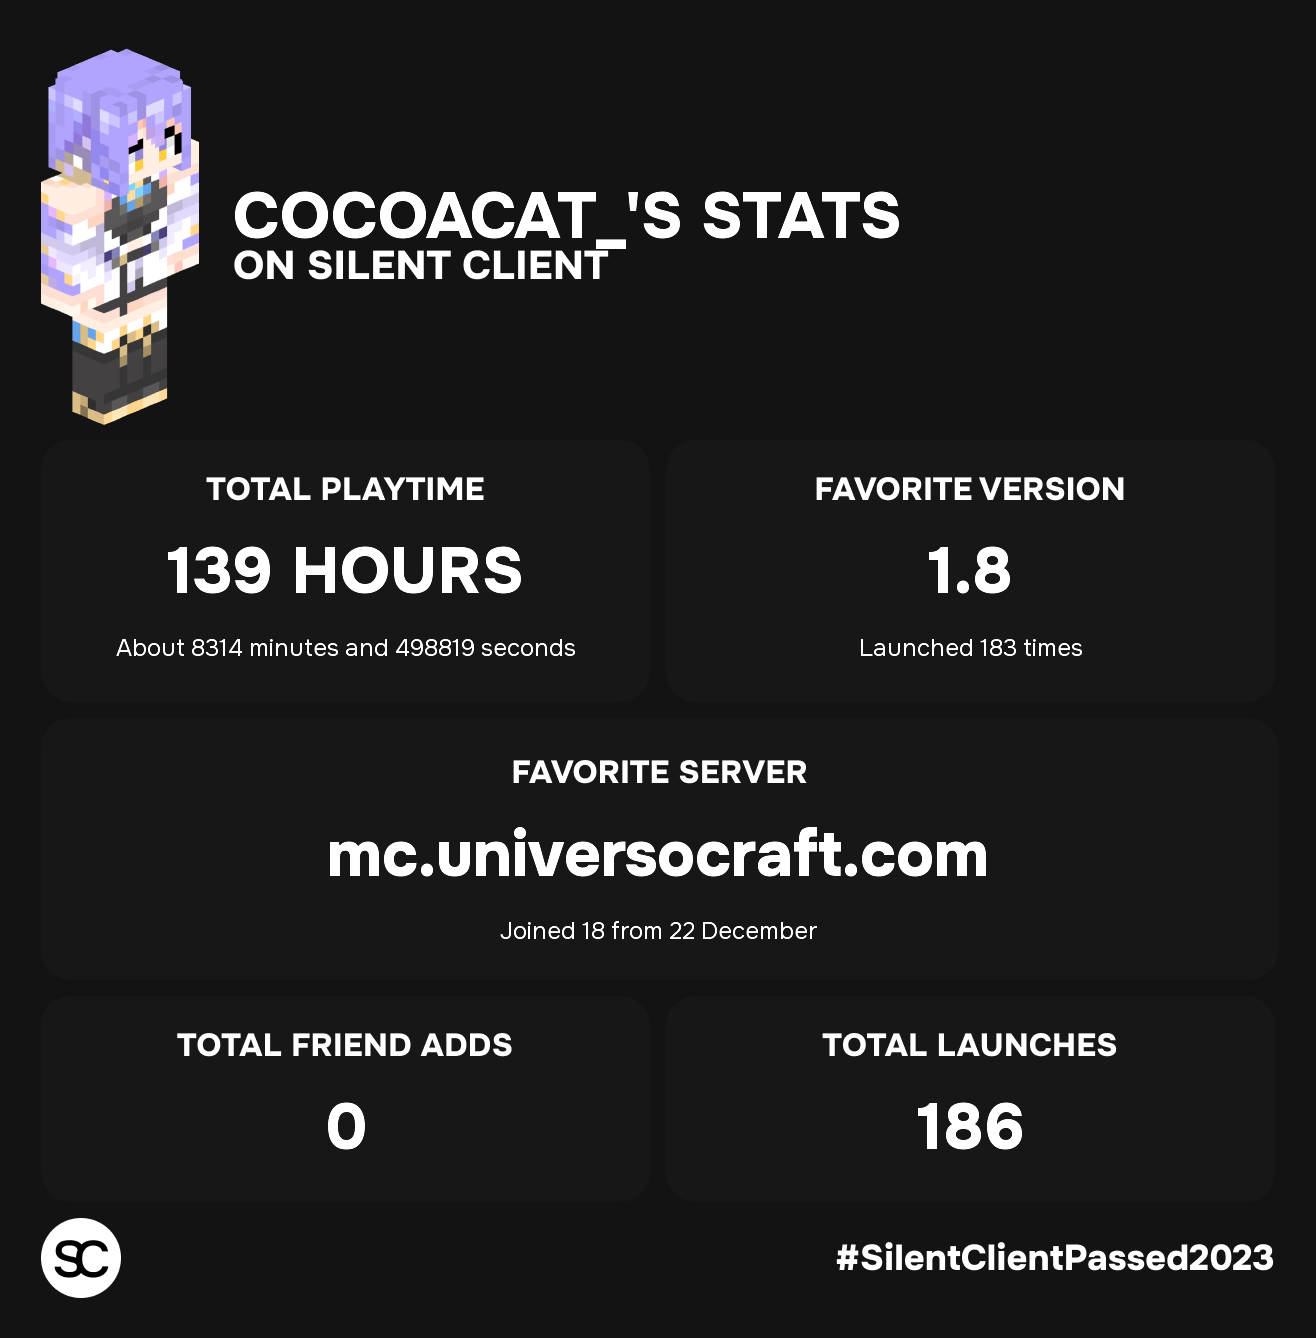 COCOACAT_'S STATS
ON SILENT CLIENT
TOTAL PLAYTIME
139 HOURS
About 8314 minutes and 498819 seconds
FAVORITE VERSION
1.8
Launched 183 times
FAVORITE SERVER
mc.universocraft.com
Joined 18 from 22 December
TOTAL FRIEND ADDS
0
TOTAL LAUNCHES
186
SC
#SilentClientPassed2023